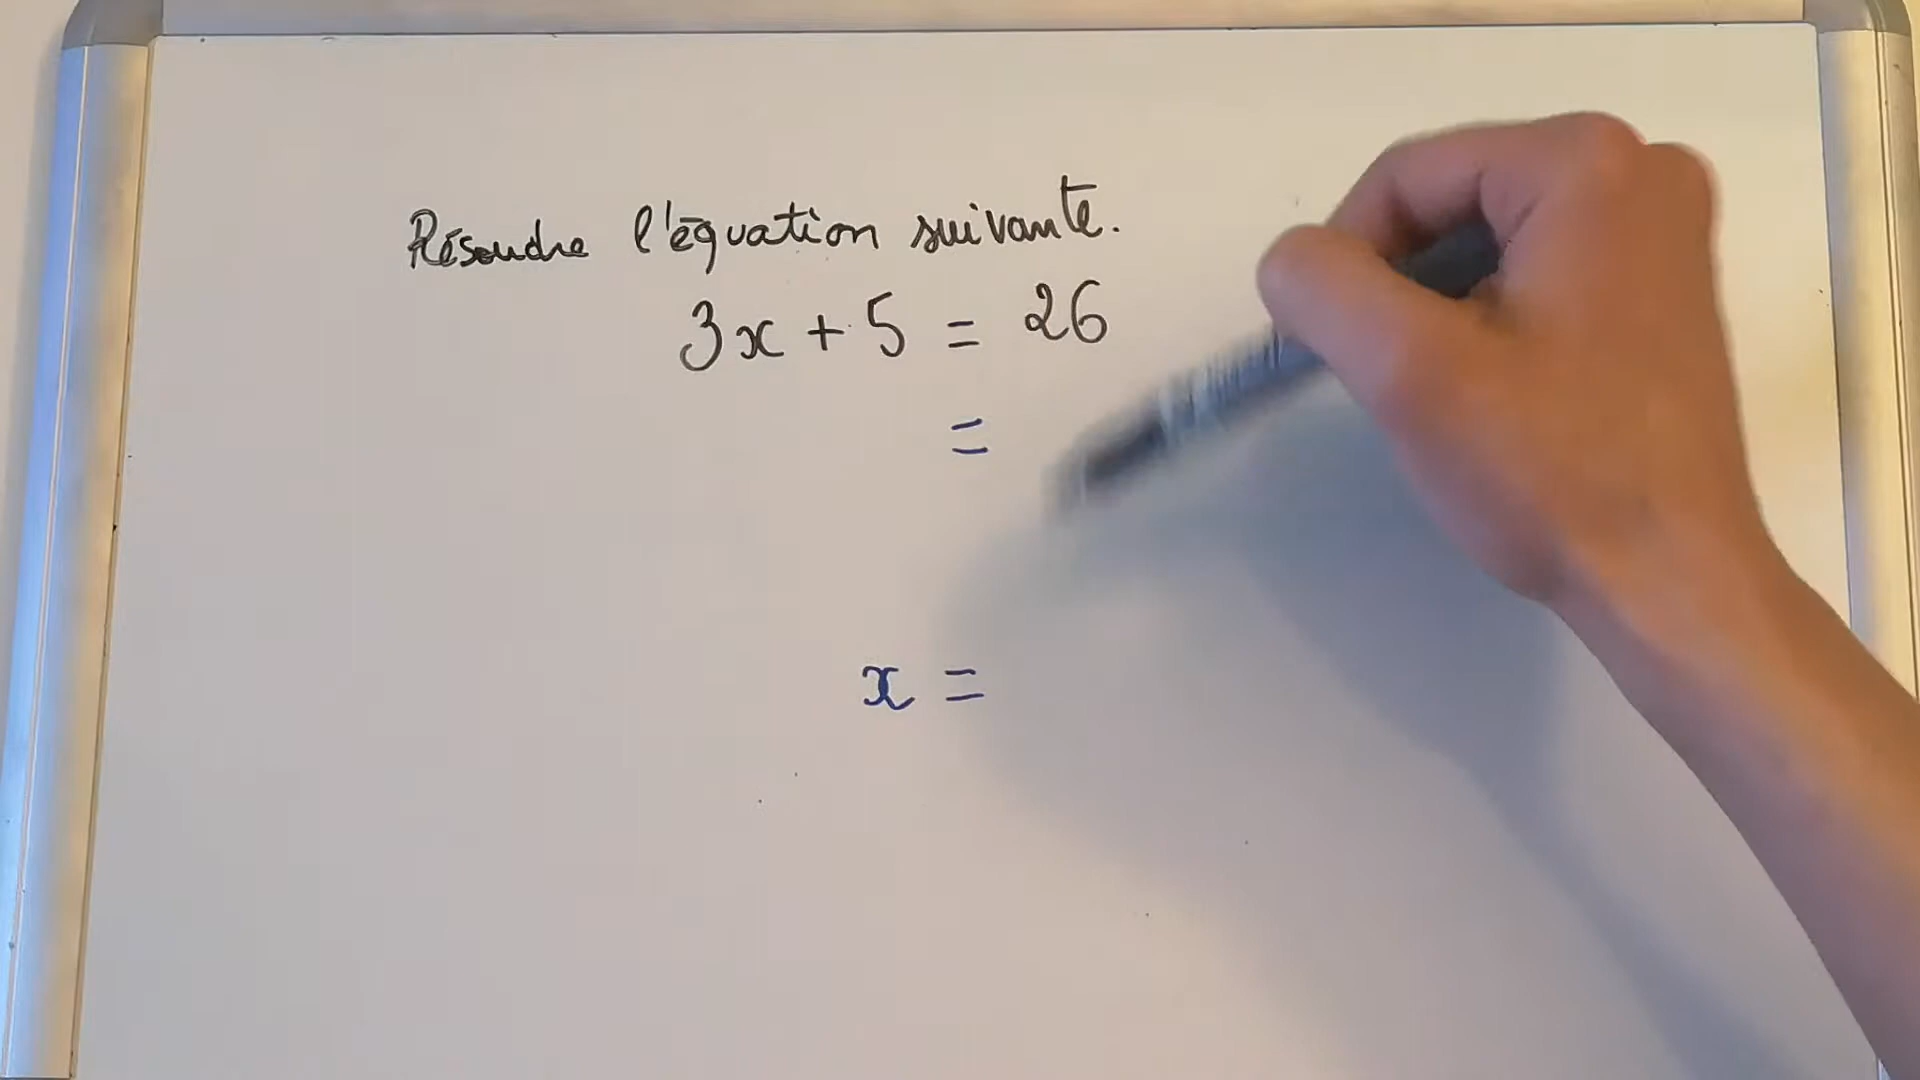 Résoudre l'équation suivante.
3x + 5 = 26
=
x =